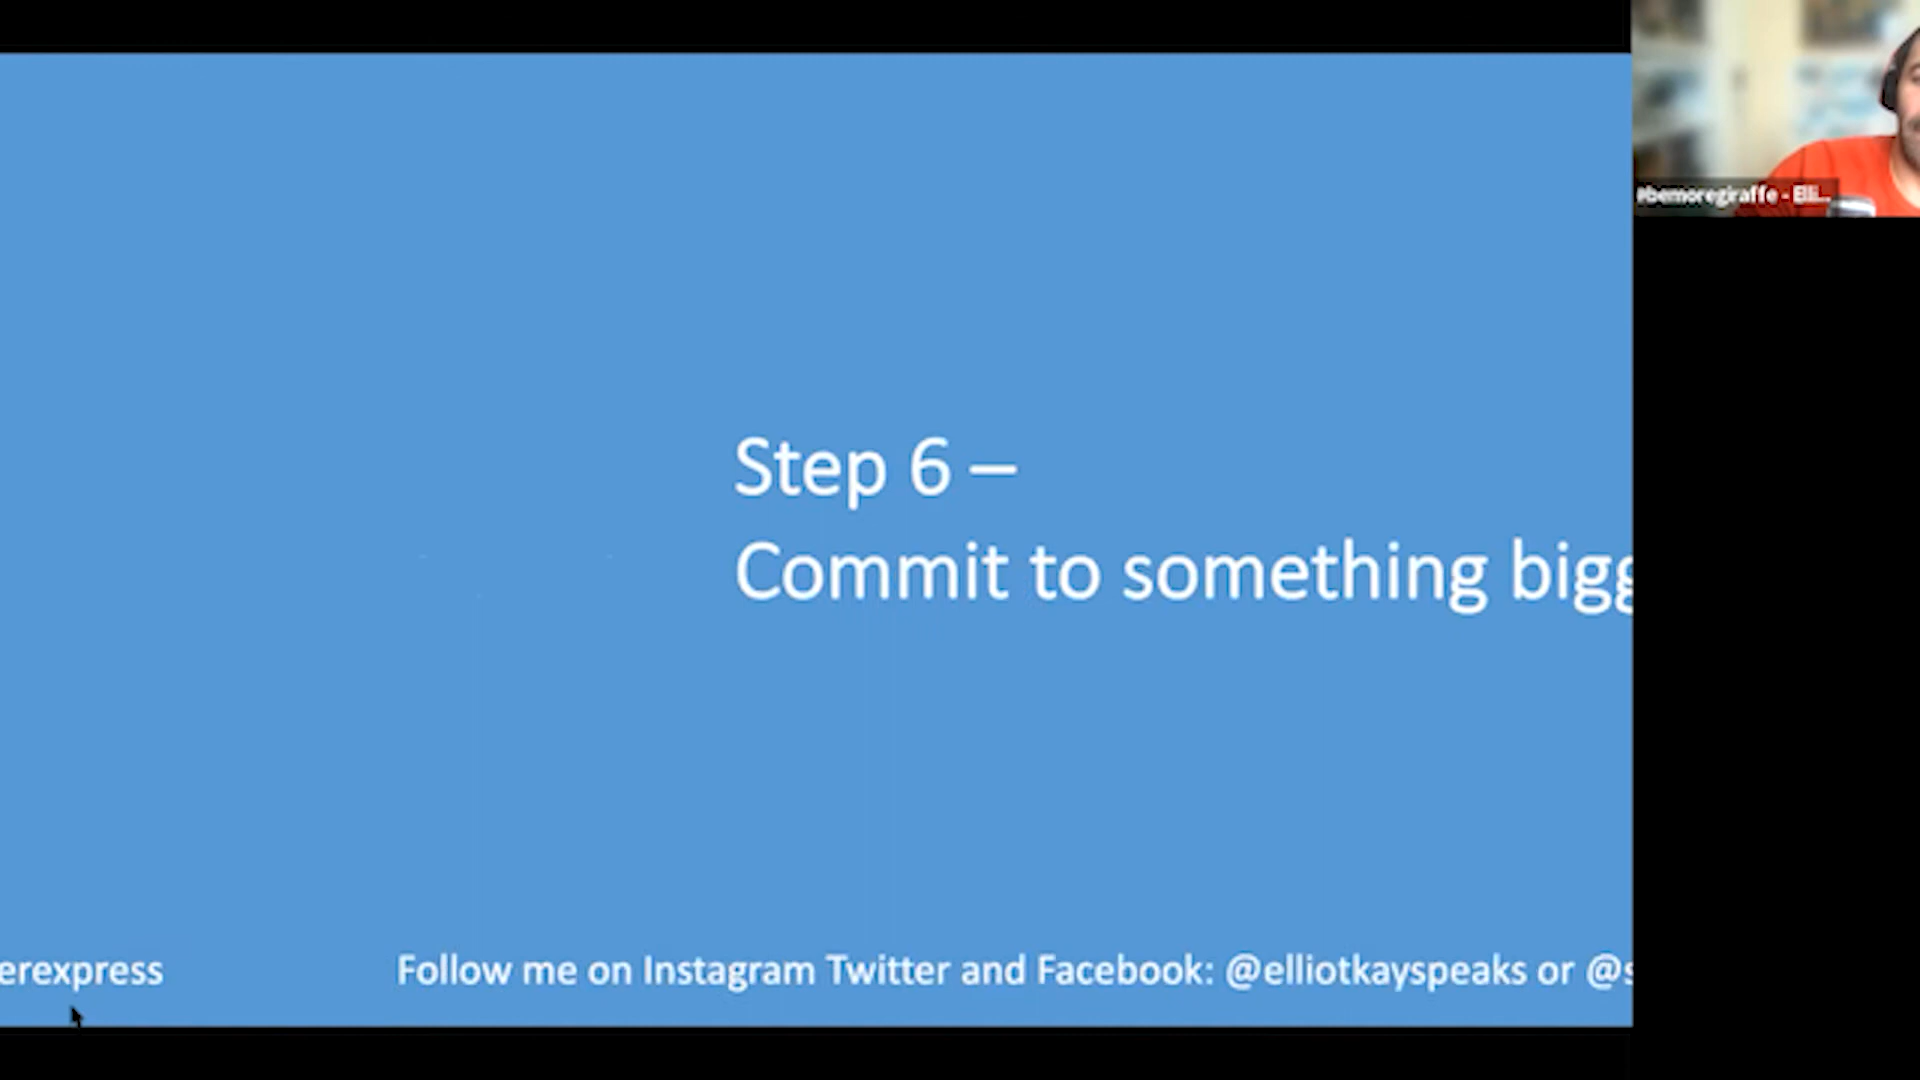 #bemoregiraffe - Elli...
Step 6 –
Commit to something bigg
erexpress
Follow me on Instagram Twitter and Facebook: @elliotkayspeaks or @s